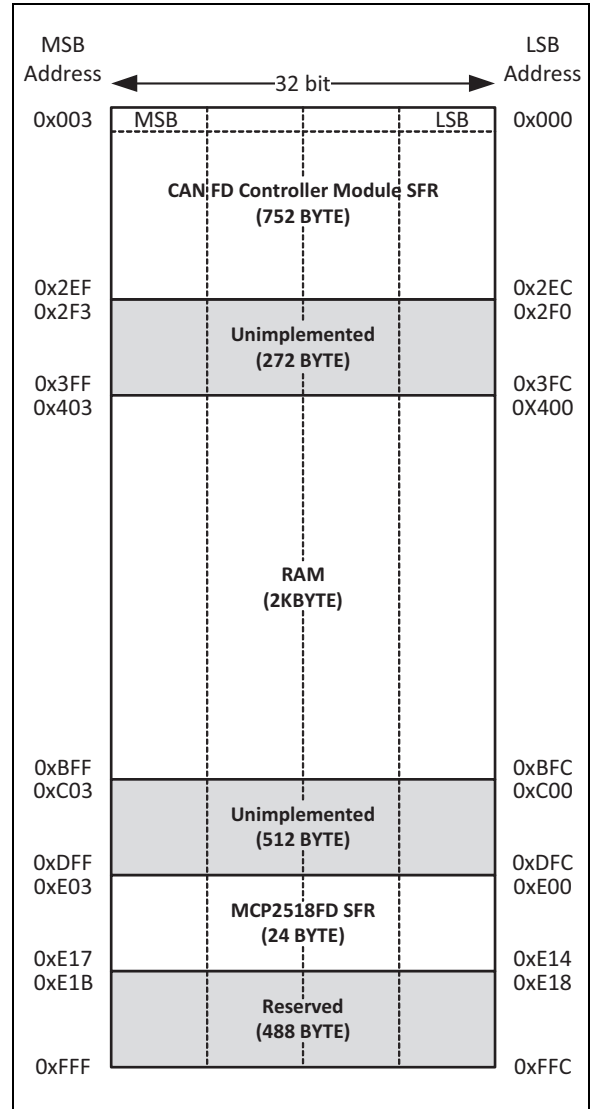 MSB Address
LSB Address
32 bit
0x003 MSB LSB 0x000
CAN FD Controller Module SFR
(752 BYTE)
0x2EF 0x2EC
0x2F3 0x2F0
Unimplemented
(272 BYTE)
0x3FF 0x3FC
0x403 0X400
RAM
(2KBYTE)
0xBFF 0xBFC
0xC03 0xC00
Unimplemented
(512 BYTE)
0xDFF 0xDFC
0xE03 0xE00
MCP2518FD SFR
(24 BYTE)
0xE17 0xE14
0xE1B 0xE18
Reserved
(488 BYTE)
0xFFF 0xFFC